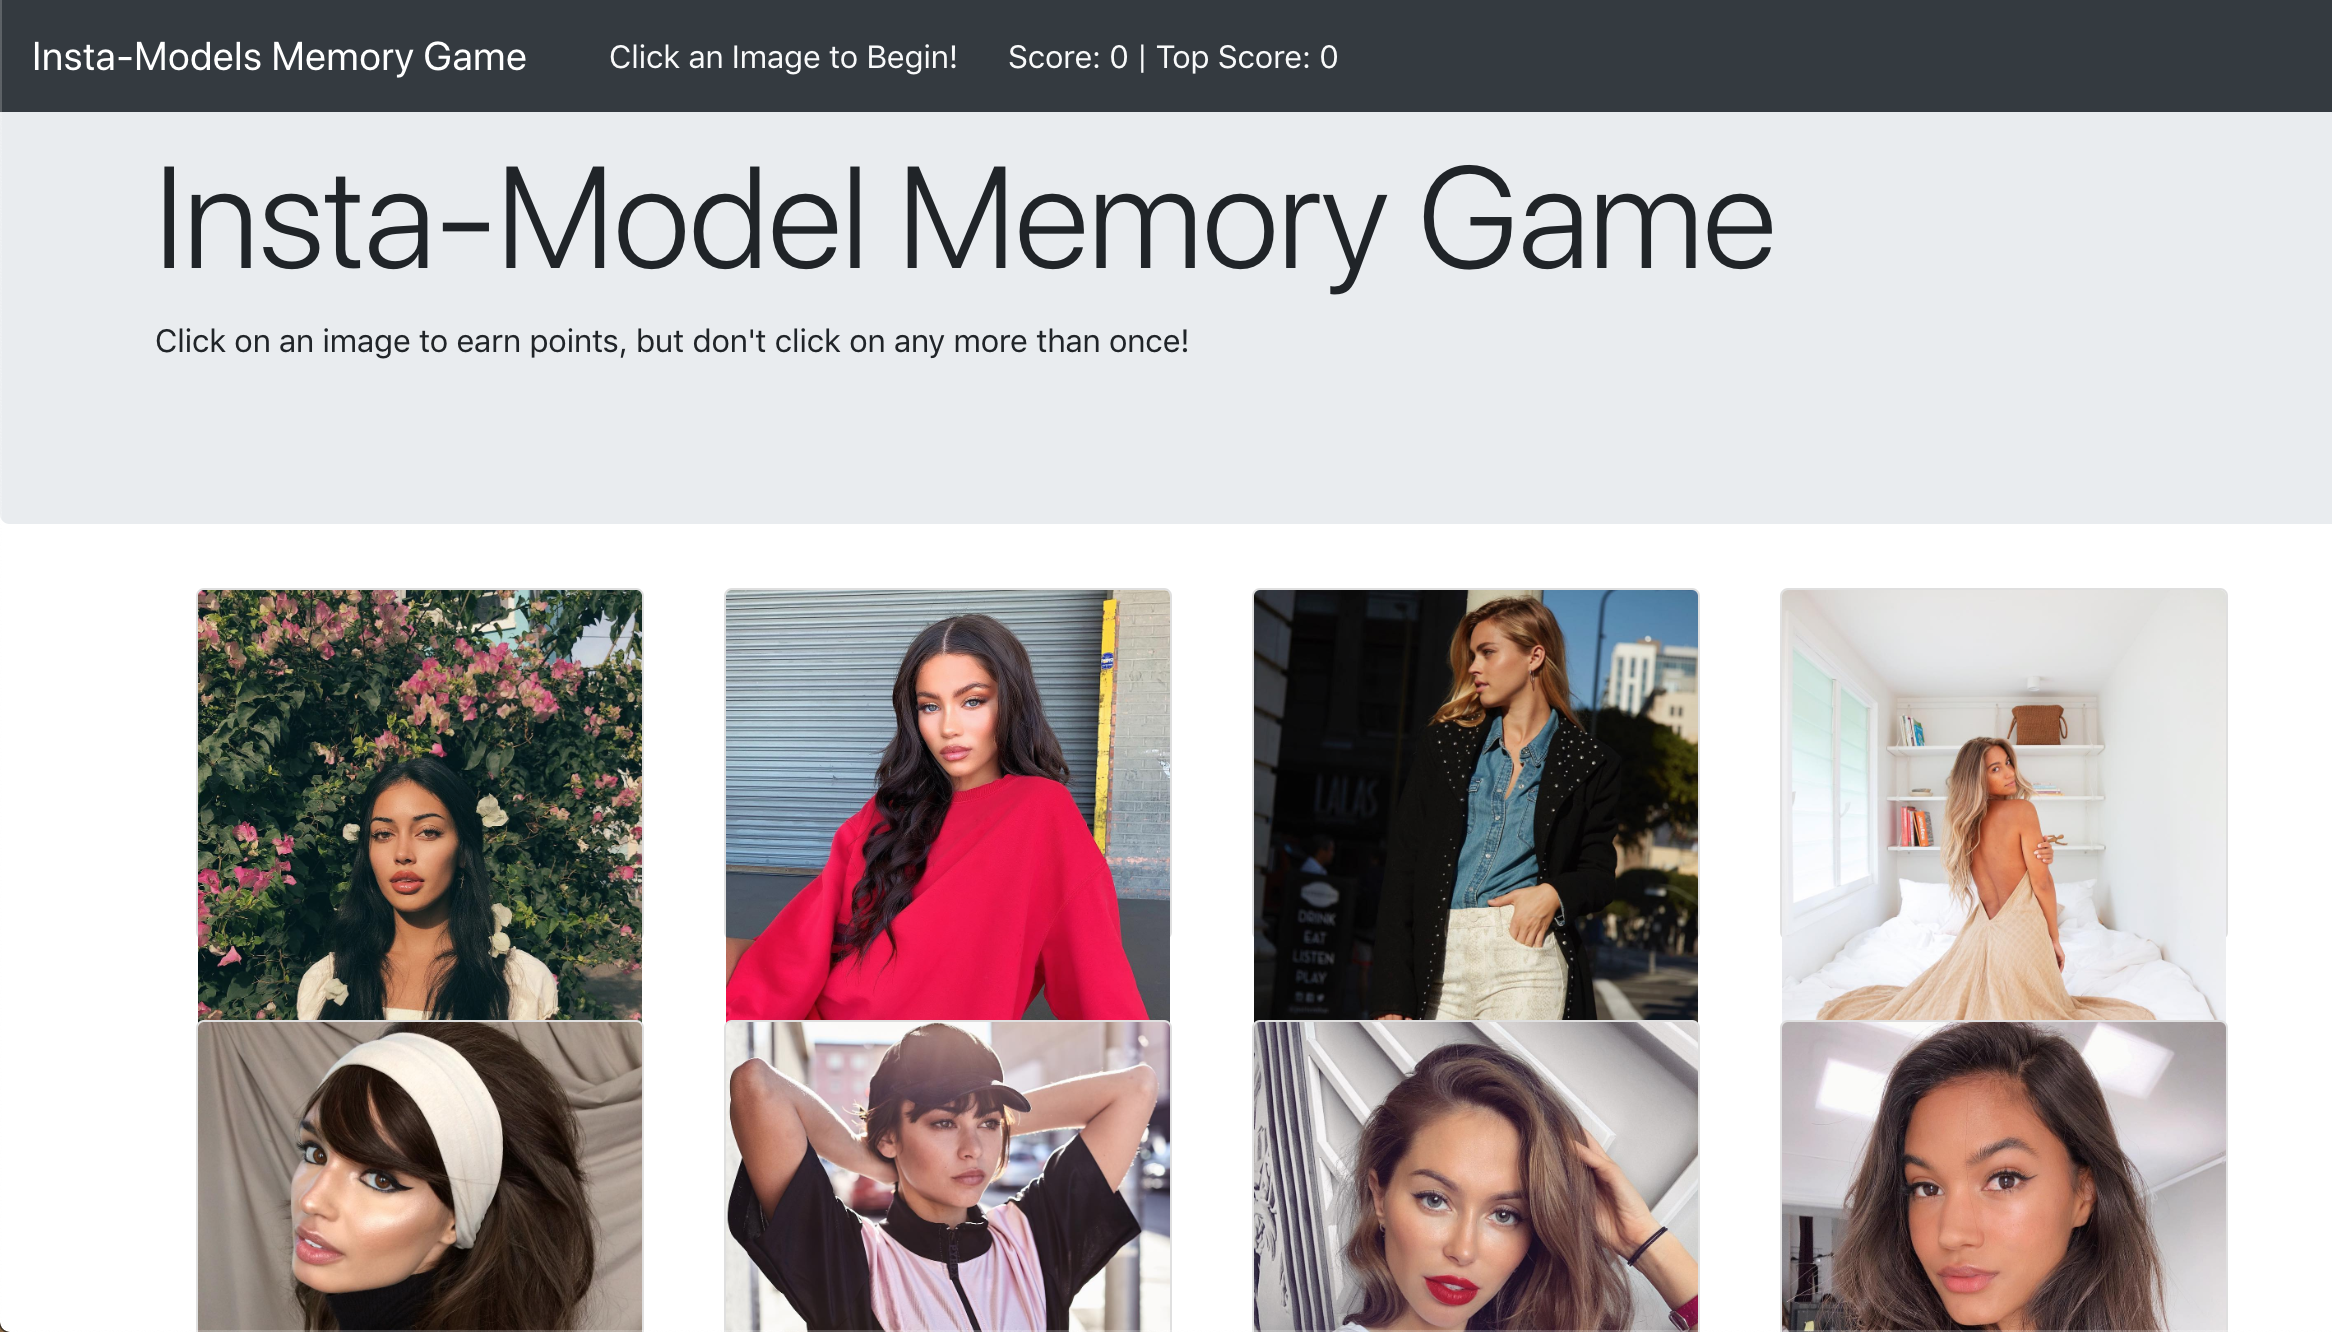 Insta-Models Memory Game
Click an Image to Begin!
Score: 0 | Top Score: 0
Insta-Model Memory Game
Click on an image to earn points, but don't click on any more than once!
LALAS
DRINK
EAT
LISTEN
PLAY